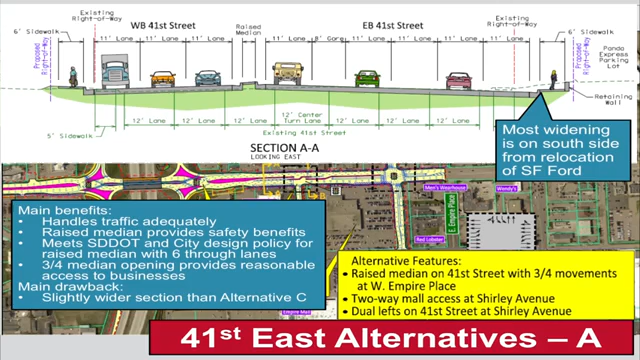 Existing
Right-of-Way
WB 41st Street
Raised
Median
EB 41st Street
Existing
Right-of-Way
6' Sidewalk
11' Lane
11' Lane
11' Lane
11' Lane
8' Gore
11' Lane
11' Lane
6' Sidewalk
Proposed
Right-of-Way
Proposed
Right-of-Way
Panda
Express
Parking
Lot
Retaining
Wall
12' Center
Turn Lane
12' Lane
12' Lane
12' Lane
12' Lane
12' Lane
12' Lane
5' Sidewalk
Existing 41st Street
SECTION A-A
LOOKING EAST
Most widening
is on south side
from relocation
of SF Ford
Men's Wearhouse
Wendy's
E. Empire Place
Red Lobster
Empire Mall
Main benefits:
• Handles traffic adequately
• Raised median provides safety benefits
• Meets SDDOT and City design policy for
raised median with 6 through lanes
• 3/4 median opening provides reasonable
access to businesses
Main drawback:
• Slightly wider section than Alternative C
Alternative Features:
• Raised median on 41st Street with 3/4 movements
at W. Empire Place
• Two-way mall access at Shirley Avenue
• Dual lefts on 41st Street at Shirley Avenue
41st East Alternatives – A